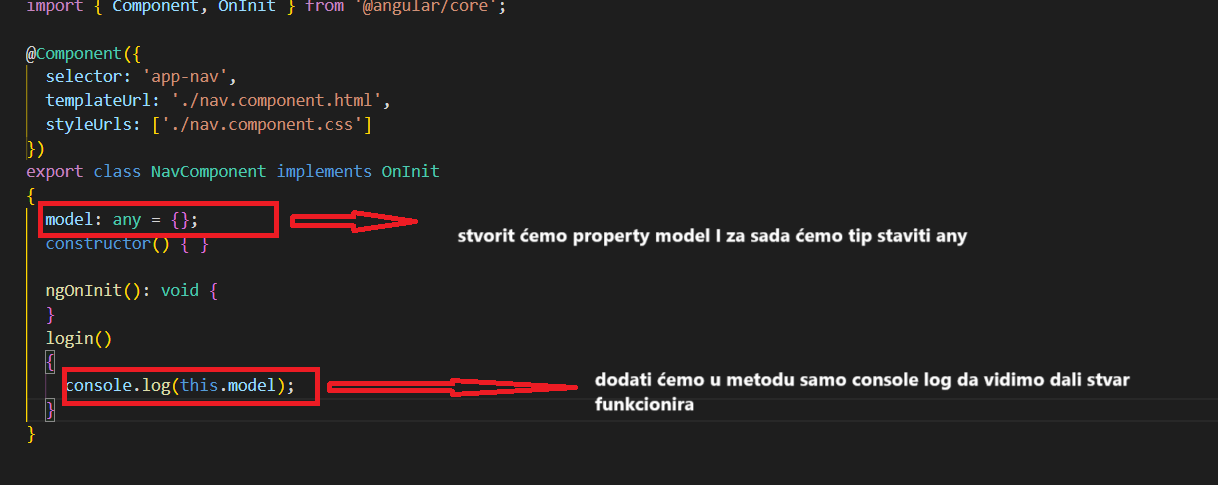 import { Component, OnInit } from '@angular/core';
@Component({
selector: 'app-nav',
templateUrl: './nav.component.html',
styleUrls: ['./nav.component.css']
})
export class NavComponent implements OnInit
{
model: any = {};
stvorit ćemo property model I za sada ćemo tip staviti any
constructor() { }
ngOnInit(): void {
}
login()
{
console.log(this.model);
dodati ćemo u metodu samo console log da vidimo dali stvar
funkcionira
}
}